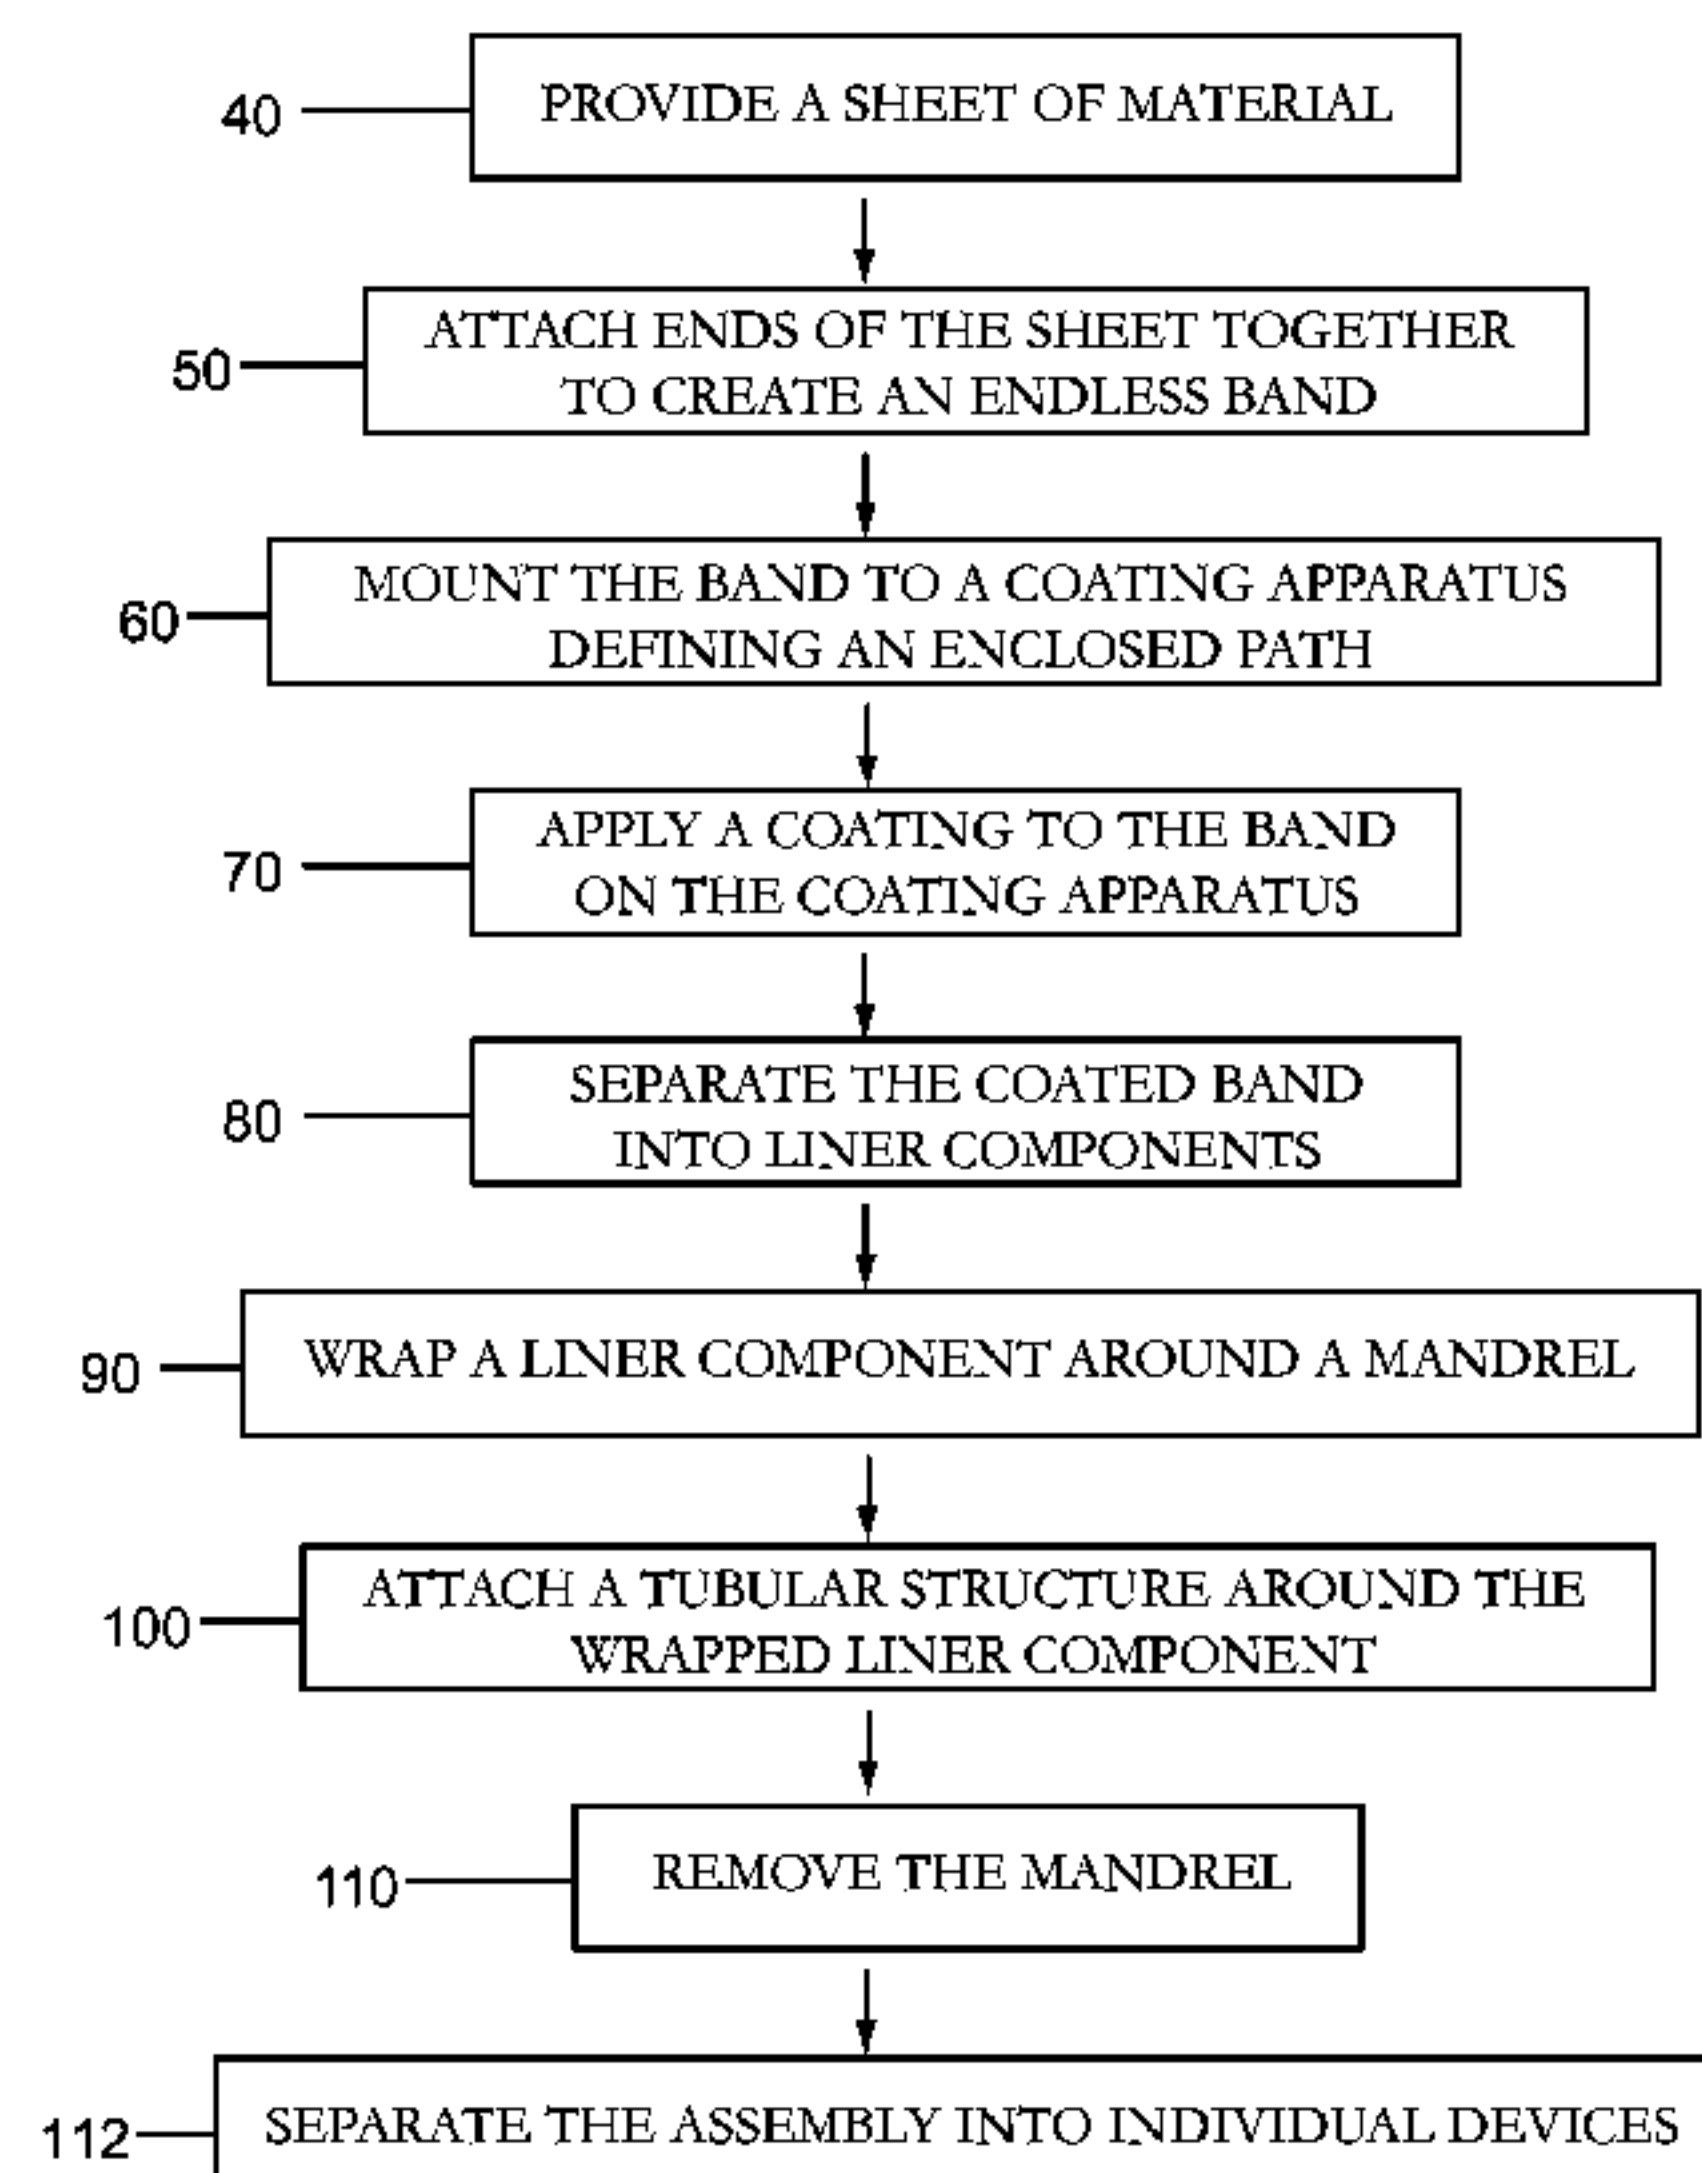 40
PROVIDE A SHEET OF MATERIAL
50
ATTACH ENDS OF THE SHEET TOGETHER
TO CREATE AN ENDLESS BAND
60
MOUNT THE BAND TO A COATING APPARATUS
DEFINING AN ENCLOSED PATH
70
APPLY A COATING TO THE BAND
ON THE COATING APPARATUS
80
SEPARATE THE COATED BAND
INTO LINER COMPONENTS
90
WRAP A LINER COMPONENT AROUND A MANDREL
100
ATTACH A TUBULAR STRUCTURE AROUND THE
WRAPPED LINER COMPONENT
110
REMOVE THE MANDREL
112
SEPARATE THE ASSEMBLY INTO INDIVIDUAL DEVICES